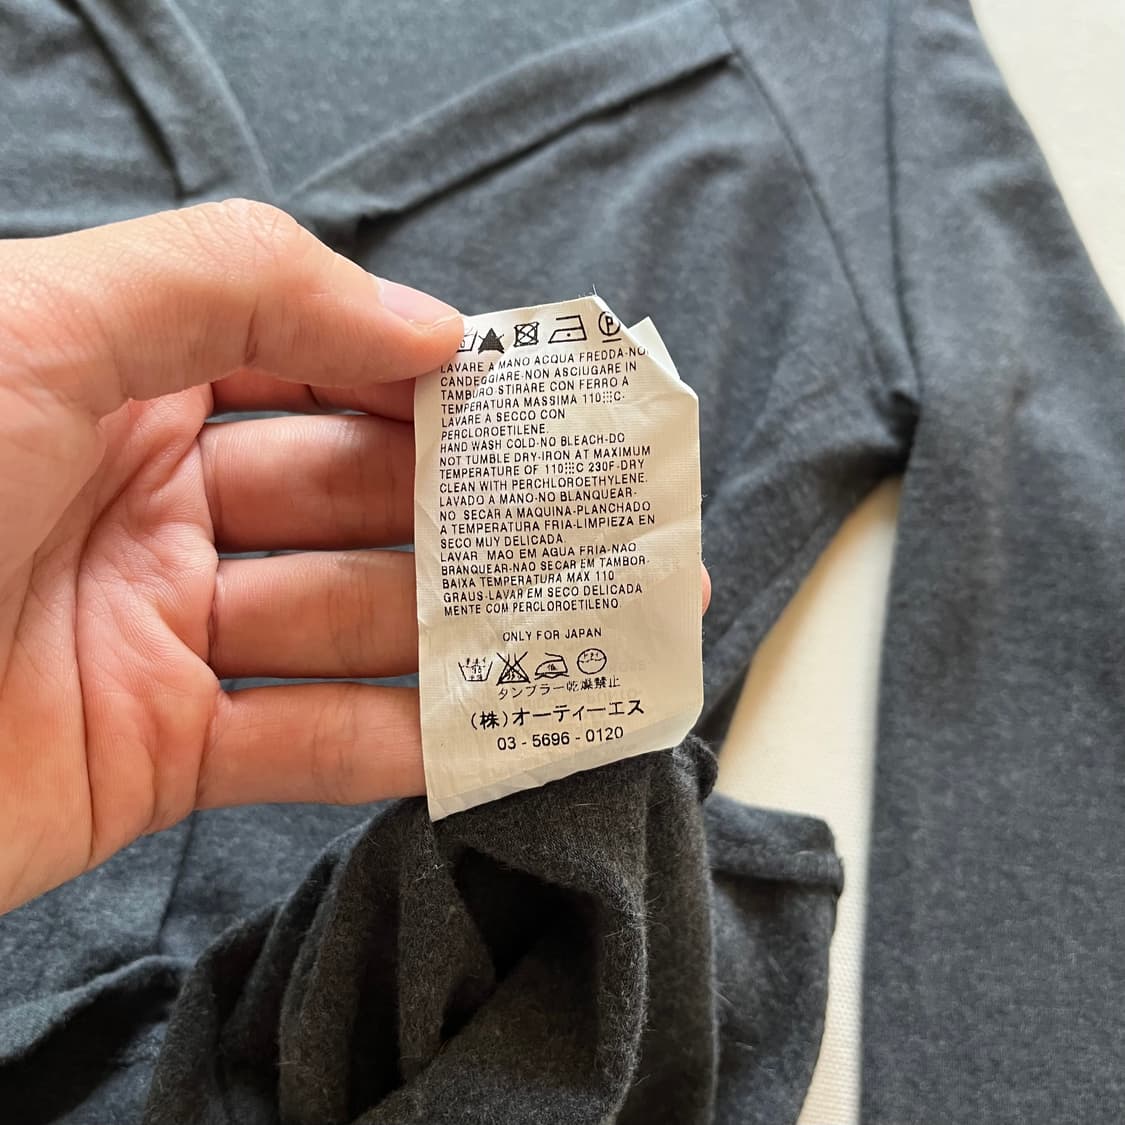 LAVARE A MANO ACQUA FREDDA-NO
CANDEGGIARE-NON ASCIUGARE IN
TAMBURO-STIRARE CON FERRO A
TEMPERATURA MASSIMA 110░C-
LAVARE A SECCO CON
PERCLOROETILENE.
HAND WASH COLD-NO BLEACH-DO
NOT TUMBLE DRY-IRON AT MAXIMUM
TEMPERATURE OF 110░C 230F-DRY
CLEAN WITH PERCHLOROETHYLENE.
LAVADO A MANO-NO BLANQUEAR-
NO SECAR A MAQUINA-PLANCHADO
A TEMPERATURA FRIA-LIMPIEZA EN
SECO MUY DELICADA.
LAVAR MAO EM AGUA FRIA-NAO
BRANQUEAR-NAO SECAR EM TAMBOR-
BAIXA TEMPERATURA MAX 110
GRAUS-LAVAR EM SECO DELICADA
MENTE COM PERCLOROETILENO.
ONLY FOR JAPAN
タンブラー乾燥禁止
(株)オーティーエス
03-5696-0120